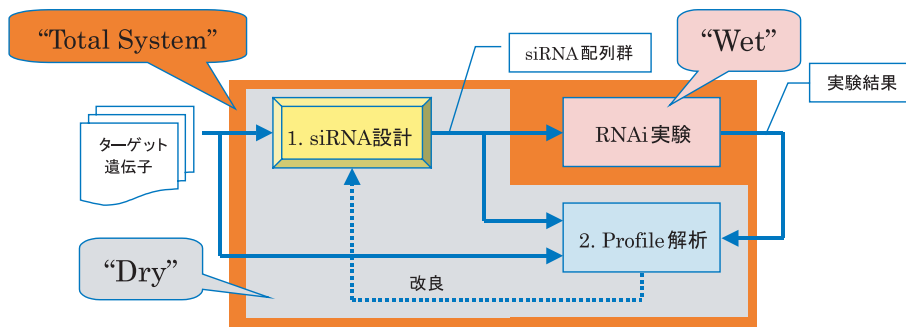 “Total System”
siRNA配列群
“Wet”
実験結果
ターゲット
遺伝子
1. siRNA設計
RNAi実験
2. Profile解析
“Dry”
改良